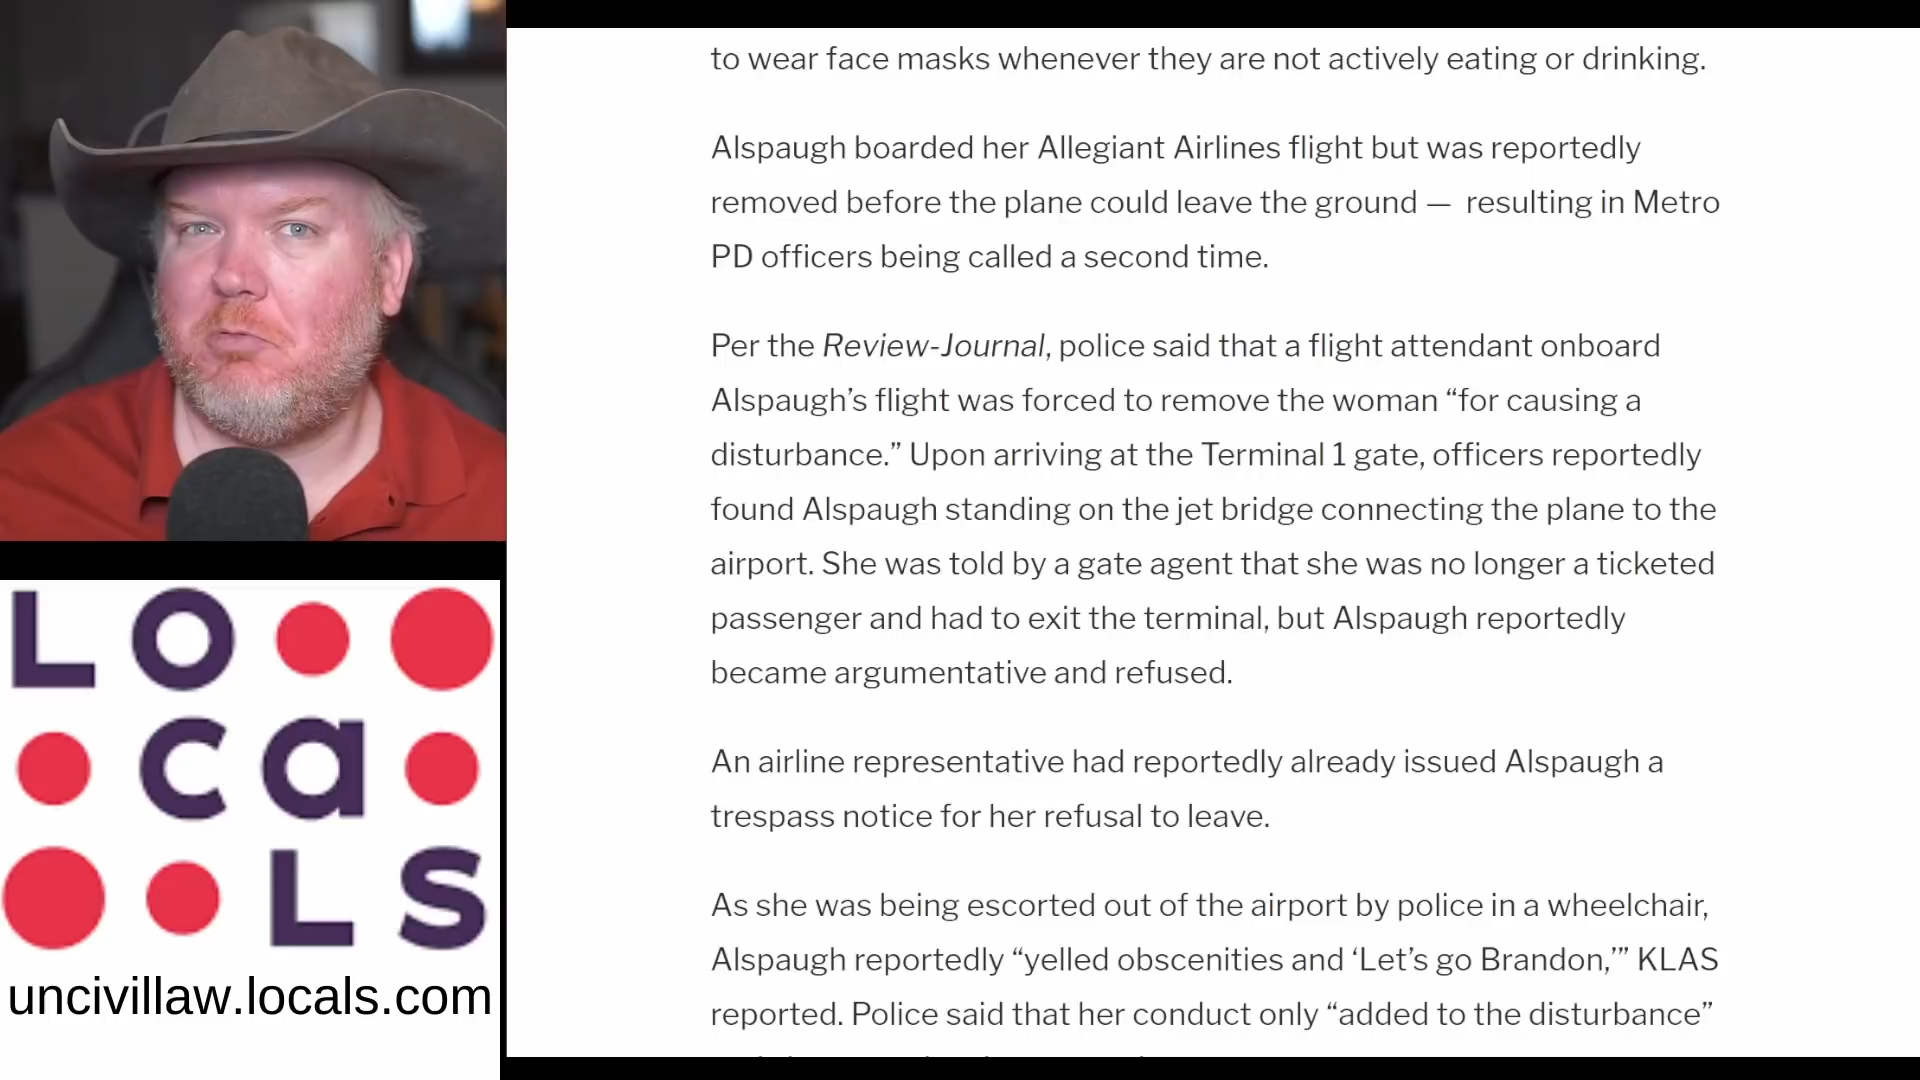 to wear face masks whenever they are not actively eating or drinking.
Alspaugh boarded her Allegiant Airlines flight but was reportedly
removed before the plane could leave the ground — resulting in Metro
PD officers being called a second time.
Per the Review-Journal, police said that a flight attendant onboard
Alspaugh’s flight was forced to remove the woman “for causing a
disturbance.” Upon arriving at the Terminal 1 gate, officers reportedly
found Alspaugh standing on the jet bridge connecting the plane to the
airport. She was told by a gate agent that she was no longer a ticketed
passenger and had to exit the terminal, but Alspaugh reportedly
became argumentative and refused.
An airline representative had reportedly already issued Alspaugh a
trespass notice for her refusal to leave.
As she was being escorted out of the airport by police in a wheelchair,
Alspaugh reportedly “yelled obscenities and ‘Let’s go Brandon,’” KLAS
reported. Police said that her conduct only “added to the disturbance”
LO
ca
LS
uncivillaw.locals.com